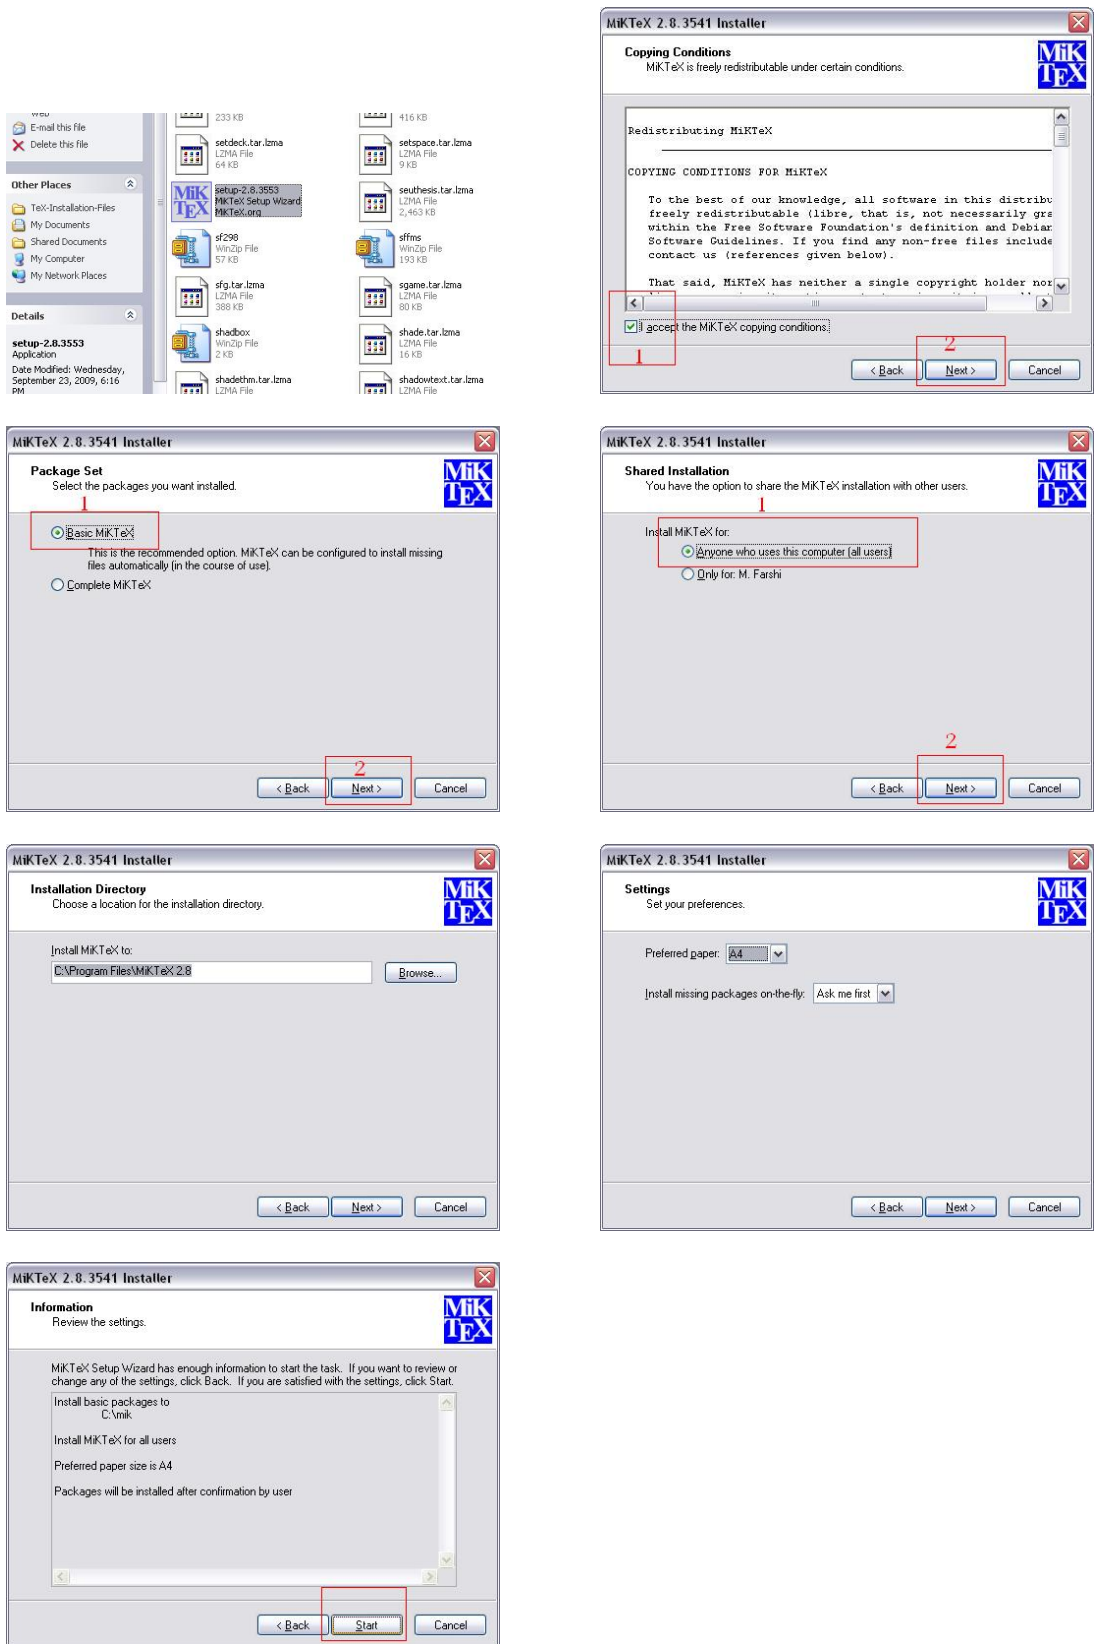 E-mail this file
Delete this file
Other Places
TeX-Installation-Files
My Documents
Shared Documents
My Computer
My Network Places
Details
setup-2.8.3553
Application
Date Modified: Wednesday,
September 23, 2009, 6:16
PM
233 KB
416 KB
setdeck.tar.lzma
LZMA File
64 KB
setspace.tar.lzma
LZMA File
9 KB
MiK
TEX
setup-2.8.3553
MiKTeX Setup Wizard
MiKTeX.org
seuthesis.tar.lzma
LZMA File
2,463 KB
sf298
WinZip File
57 KB
sffms
WinZip File
193 KB
sfg.tar.lzma
LZMA File
388 KB
sgame.tar.lzma
LZMA File
80 KB
shadbox
WinZip File
2 KB
shade.tar.lzma
LZMA File
16 KB
shadethm.tar.lzma
LZMA File
shadowtext.tar.lzma
LZMA File
MiKTeX 2.8.3541 Installer
Copying Conditions
MiKTeX is freely redistributable under certain conditions.
MiK
TEX
Redistributing MiKTeX
COPYING CONDITIONS FOR MiKTeX
To the best of our knowledge, all software in this distribu
freely redistributable (libre, that is, not necessarily gra
within the Free Software Foundation's definition and Debian
Software Guidelines. If you find any non-free files include
contact us (references given below).
That said, MiKTeX has neither a single copyright holder nor
I accept the MiKTeX copying conditions.
1
2
< Back
Next >
Cancel
MiKTeX 2.8.3541 Installer
Package Set
Select the packages you want installed.
MiK
TEX
1
Basic MiKTeX
This is the recommended option. MiKTeX can be configured to install missing
files automatically (in the course of use).
Complete MiKTeX
2
< Back
Next >
Cancel
MiKTeX 2.8.3541 Installer
Shared Installation
You have the option to share the MiKTeX installation with other users.
MiK
TEX
1
Install MiKTeX for:
Anyone who uses this computer (all users)
Only for: M. Farshi
2
< Back
Next >
Cancel
MiKTeX 2.8.3541 Installer
Installation Directory
Choose a location for the installation directory.
MiK
TEX
Install MiKTeX to:
C:\Program Files\MiKTeX 2.8
Browse...
< Back
Next >
Cancel
MiKTeX 2.8.3541 Installer
Settings
Set your preferences.
MiK
TEX
Preferred paper: A4
Install missing packages on-the-fly: Ask me first
< Back
Next >
Cancel
MiKTeX 2.8.3541 Installer
Information
Review the settings.
MiK
TEX
MiKTeX Setup Wizard has enough information to start the task. If you want to review or
change any of the settings, click Back. If you are satisfied with the settings, click Start.
Install basic packages to
C:\mik
Install MiKTeX for all users
Preferred paper size is A4
Packages will be installed after confirmation by user
< Back
Start
Cancel